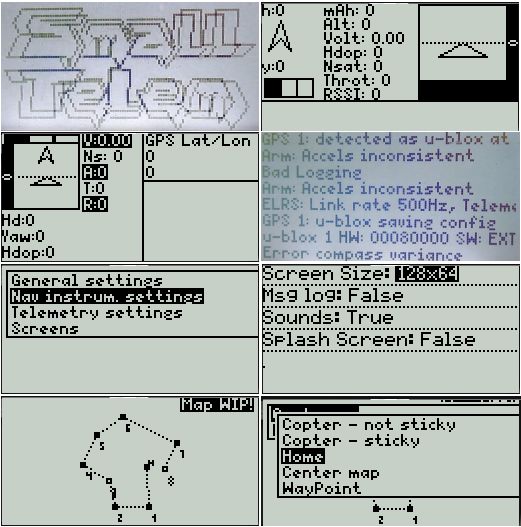 Small
Telem
h:0
y:0
mAh: 0
Alt: 0
Volt: 0.00
Hdop: 0
Nsat: 0
Throt: 0
RSSI: 0
V:0.00
Ns: 0
A:0
T:0
R:0
Hd:0
Yaw:0
Hdop:0
GPS Lat/Lon
0
0
GPS 1: detected as u-blox at
Arm: Accels inconsistent
Bad Logging
Arm: Accels inconsistent
ELRS: Link rate 500Hz, Teleme
GPS 1: u-blox saving config
u-blox 1 HW: 00080000 SW: EXT
Error compass variance
General settings
Nav instrum. settings
Telemetry settings
Screens
Screen Size: 128x64
Msg log: False
Sounds: True
Splash Screen: False
Map WIP!
6
5
7
4
H
8
2
1
Copter - not sticky
Copter - sticky
Home
Center map
WayPoint
2
1